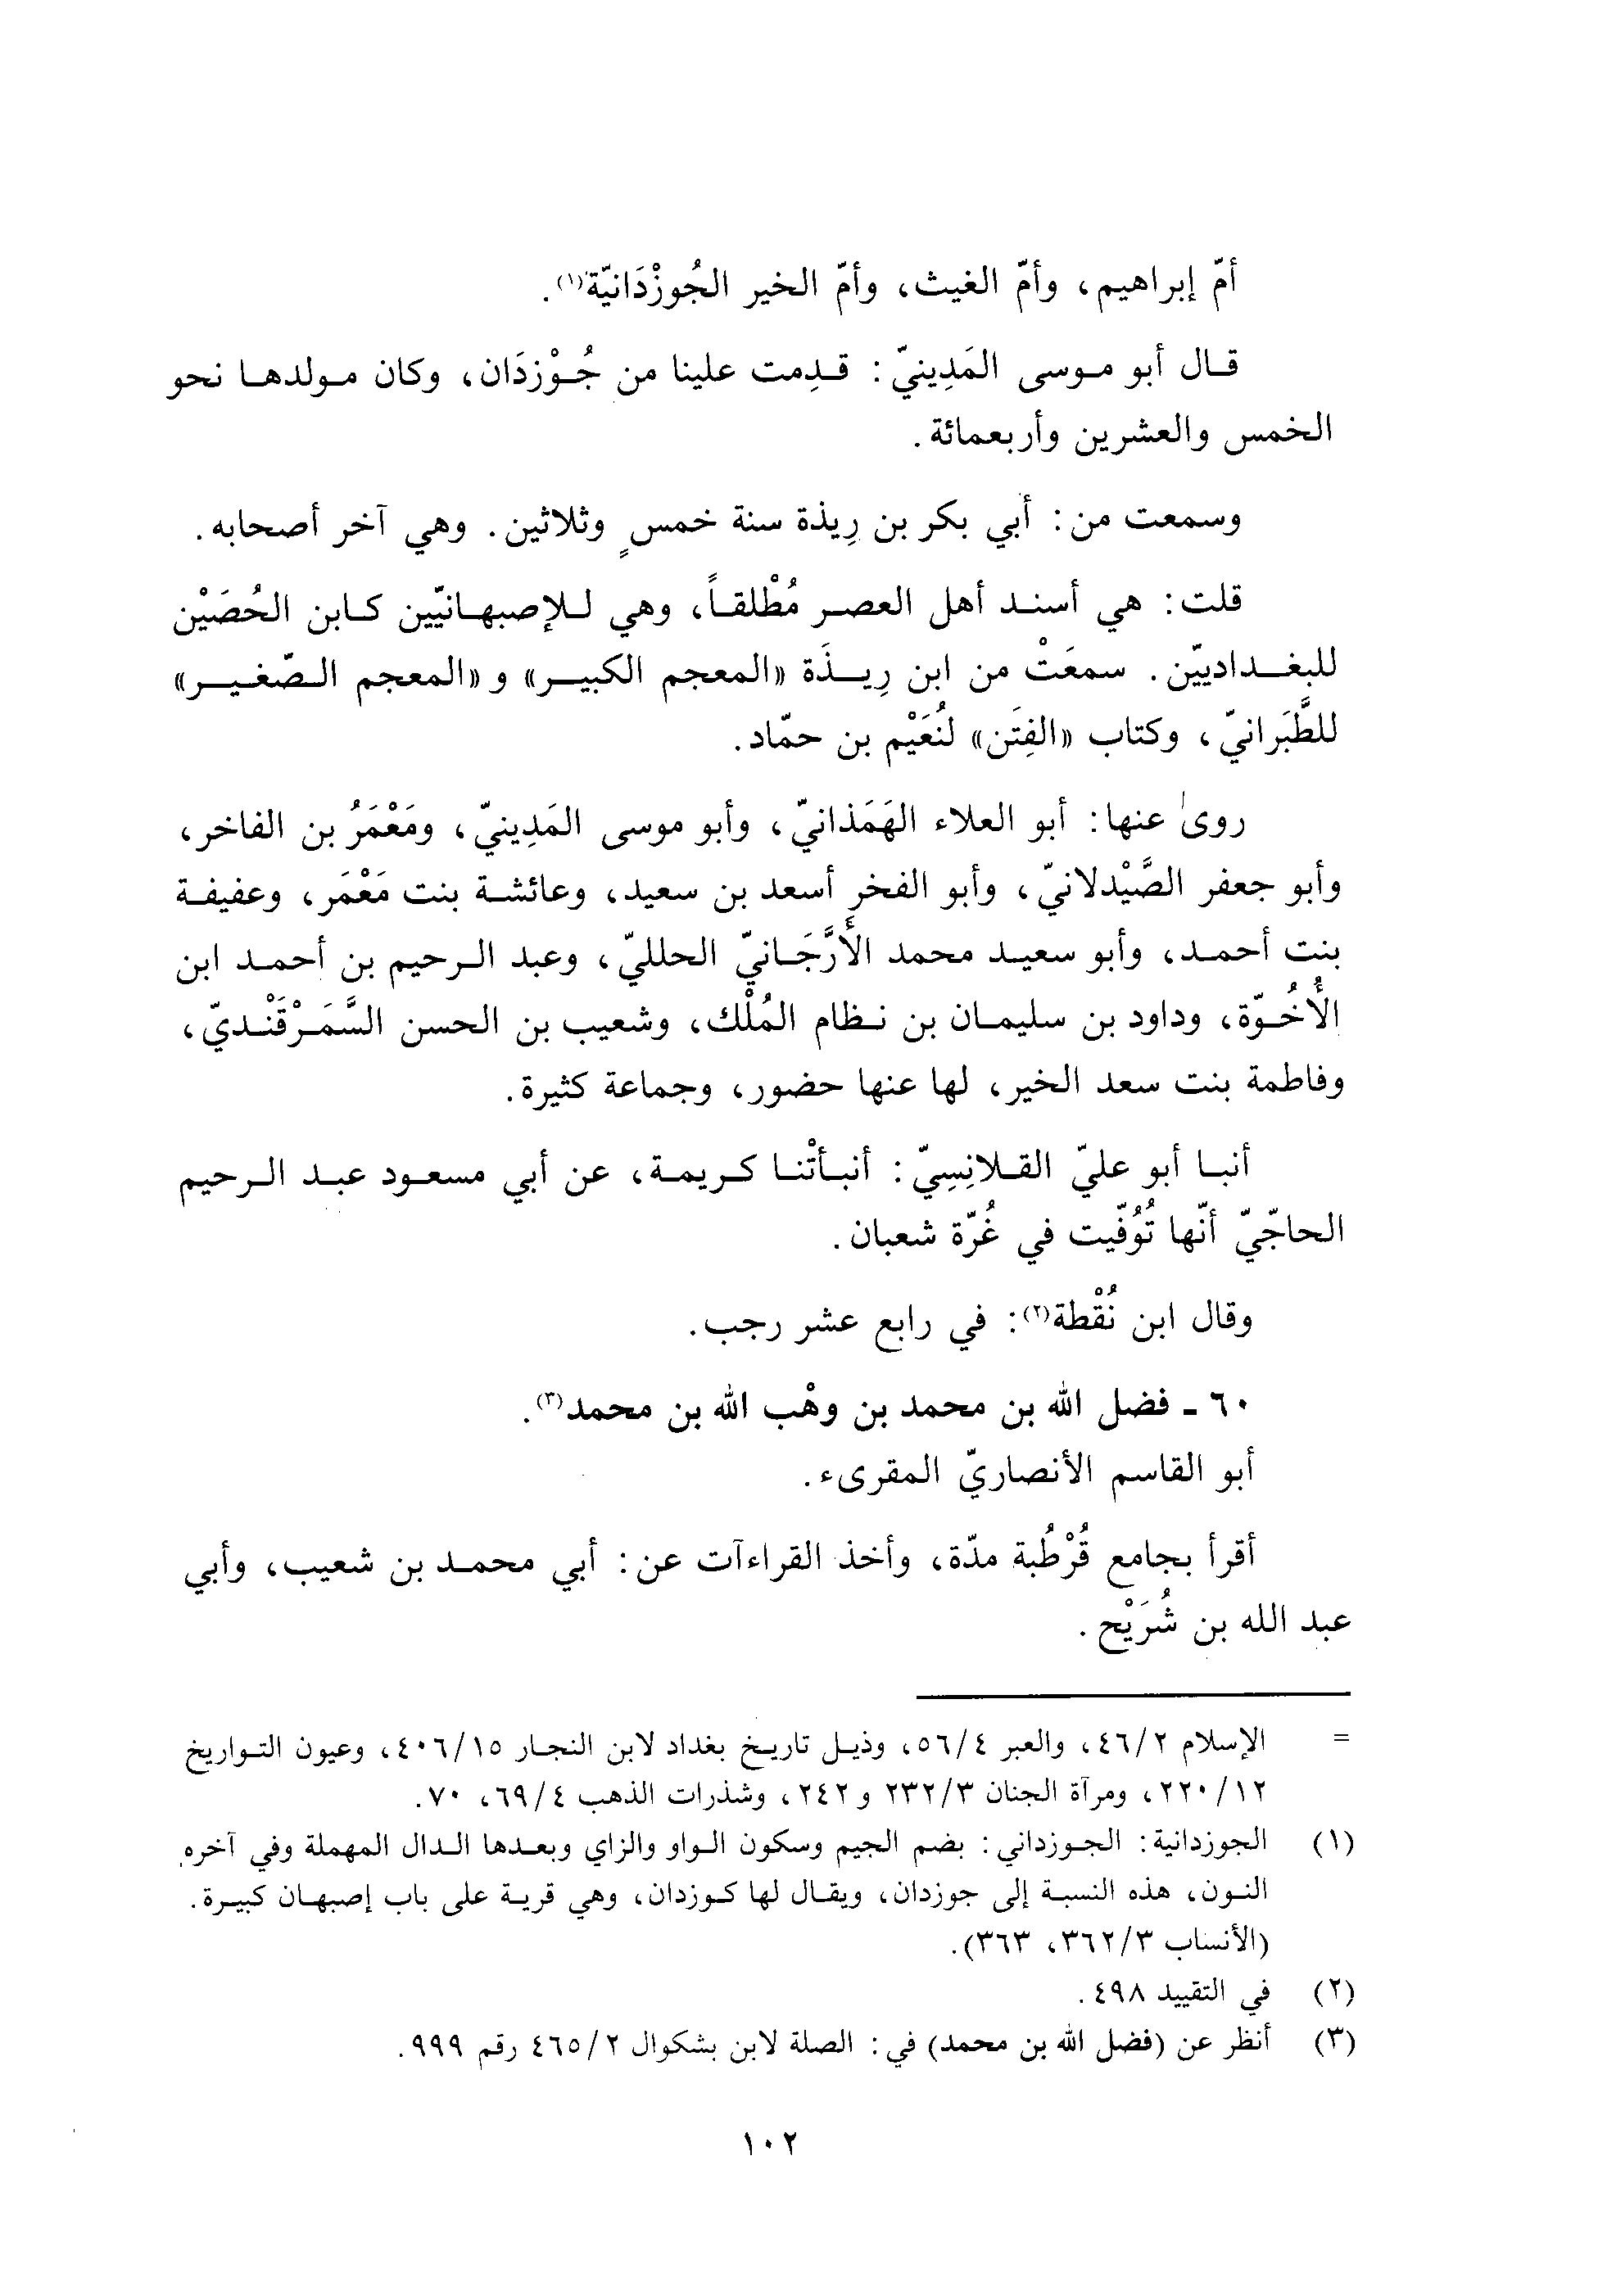 أمّ إبراهيم، وأمّ الغيث، وأمّ الخير الجُوزْدَانيّة(١).
قال أبو موسى المَدِينيّ: قدِمت علينا من جُوْزدَان، وكان مولدها نحو
الخمس والعشرين وأربعمائة.
وسمعت من: أبي بكر بن رِيذة سنة خمسٍ وثلاثين. وهي آخر أصحابه.
قلت: هي أسند أهل العصر مُطْلقاً، وهي للإصبهانيّين كابن الحُصَيْن
للبغداديّين. سمعَتْ من ابن رِيذَة «المعجم الكبير» و«المعجم الصّغير»
للطَّبَرانيّ، وكتاب «الفِتَن» لنُعَيْم بن حمّاد.
روىٰ عنها: أبو العلاء الهَمَذانيّ، وأبو موسى المَدِينيّ، ومَعْمَرُ بن الفاخر،
وأبو جعفر الصَّيْدلانيّ، وأبو الفخر أسعد بن سعيد، وعائشة بنت مَعْمَر، وعفيفة
بنت أحمد، وأبو سعيد محمد الأَرَّجَانيّ الحلليّ، وعبد الرحيم بن أحمد ابن
الأُخُوّة، وداود بن سليمان بن نظام المُلْك، وشعيب بن الحسن السَّمَرْقَنْديّ،
وفاطمة بنت سعد الخير، لها عنها حضور، وجماعة كثيرة.
أنبا أبو عليّ القلانِسِيّ: أنبأتْنا كريمة، عن أبي مسعود عبد الرحيم
الحاجّيّ أنّها تُوُفّيت في غُرّة شعبان.
وقال ابن نُقْطة(٢): في رابع عشر رجب.
٦٠ ـ فضل الله بن محمد بن وهْب الله بن محمد(٣).
أبو القاسم الأنصاريّ المقرىء.
أقرأ بجامع قُرْطُبة مدّة، وأخذ القراءآت عن: أبي محمد بن شعيب، وأبي
عبد الله بن شُرَيْح.
= الإسلام ٤٦/٢، والعبر ٥٦/٤، وذيل تاريخ بغداد لابن النجار ٤٠٦/١٥، وعيون التواريخ
٢٢٠/١٢، ومرآة الجنان ٢٣٢/٣ و٢٤٢، وشذرات الذهب ٦٩/٤، ٧٠.
(١) الجوزدانية: الجوزداني: بضم الجيم وسكون الواو والزاي وبعدها الدال المهملة وفي آخره
النون، هذه النسبة إلى جوزدان، ويقال لها كوزدان، وهي قرية على باب إصبهان كبيرة.
(الأنساب ٣٦٢/٣، ٣٦٣).
(٢) في التقييد ٤٩٨.
(٣) أنظر عن (فضل الله بن محمد) في: الصلة لابن بشكوال ٤٦٥/٢ رقم ٩٩٩.
١٠٢